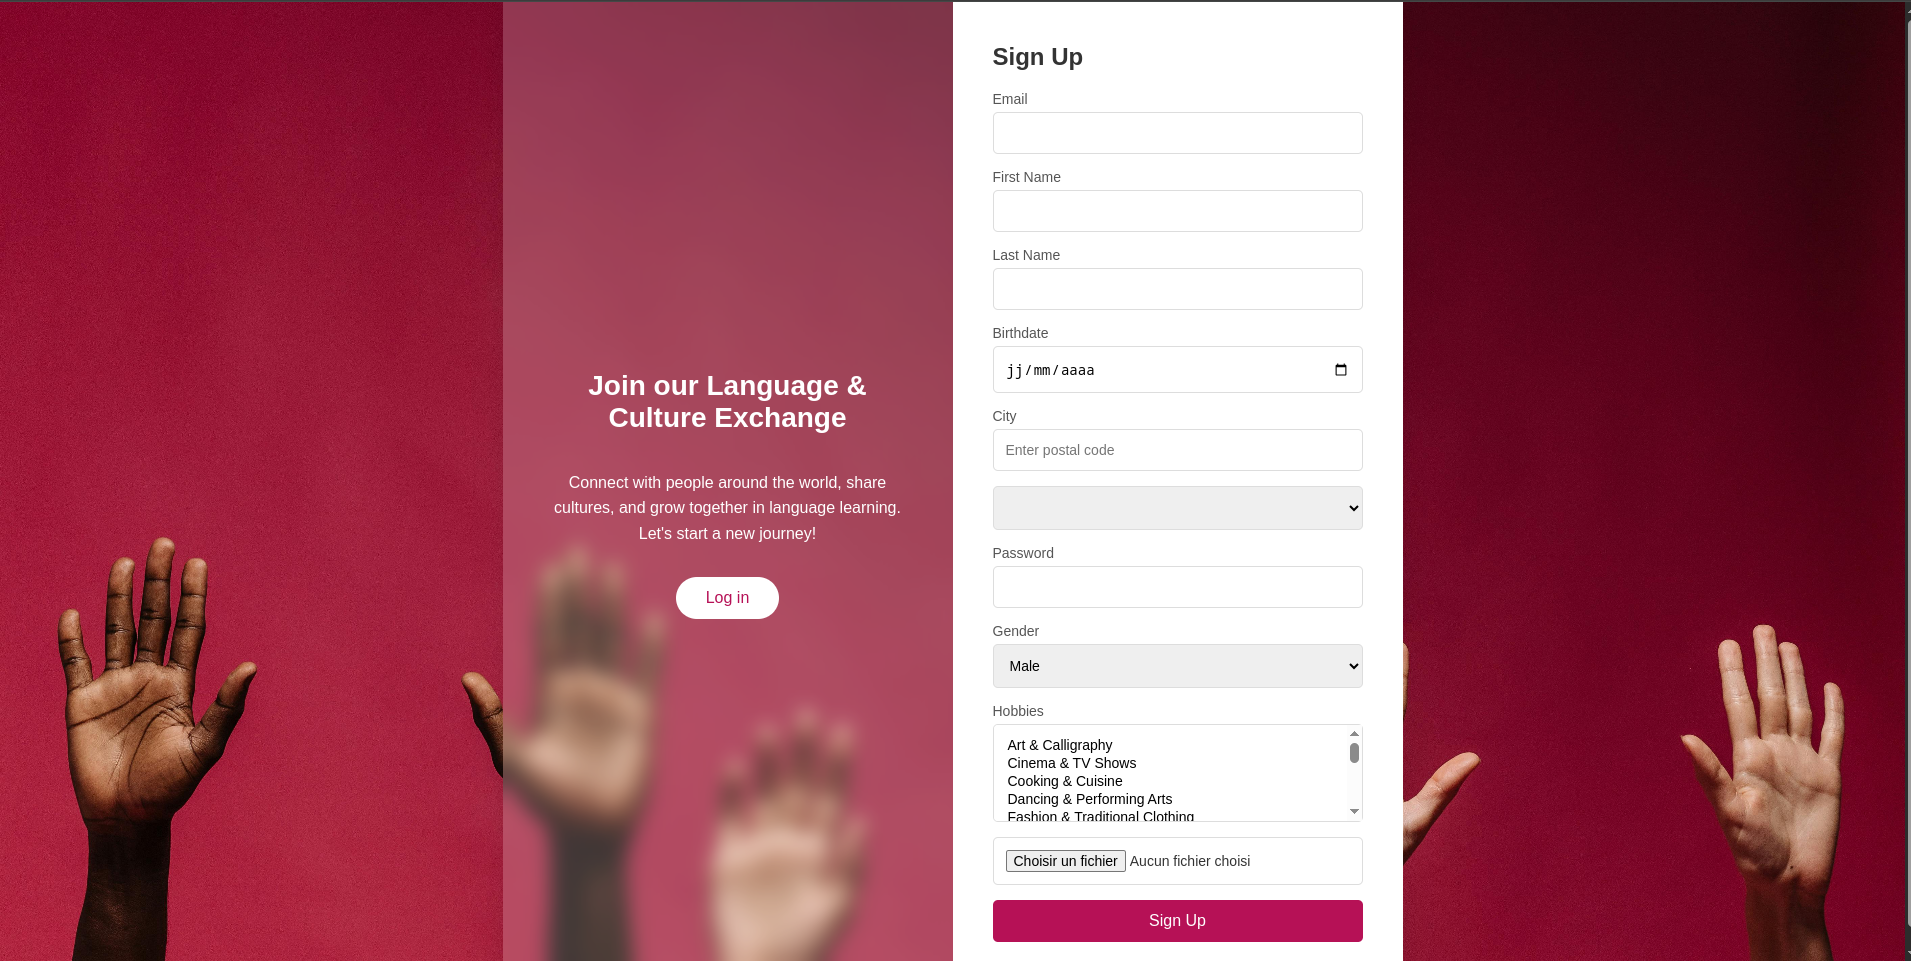 Join our Language &
Culture Exchange
Connect with people around the world, share
cultures, and grow together in language learning.
Let's start a new journey!
Log in
Sign Up
Email
First Name
Last Name
Birthdate
jj/mm/aaaa
City
Enter postal code
Password
Gender
Male
Hobbies
Art & Calligraphy
Cinema & TV Shows
Cooking & Cuisine
Dancing & Performing Arts
Fashion & Traditional Clothing
Choisir un fichier Aucun fichier choisi
Sign Up